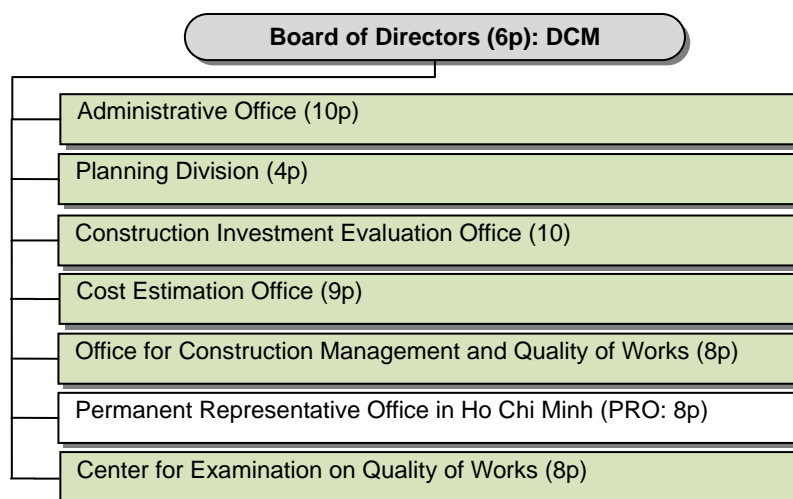 Board of Directors (6p): DCM
Administrative Office (10p)
Planning Division (4p)
Construction Investment Evaluation Office (10)
Cost Estimation Office (9p)
Office for Construction Management and Quality of Works (8p)
Permanent Representative Office in Ho Chi Minh (PRO: 8p)
Center for Examination on Quality of Works (8p)